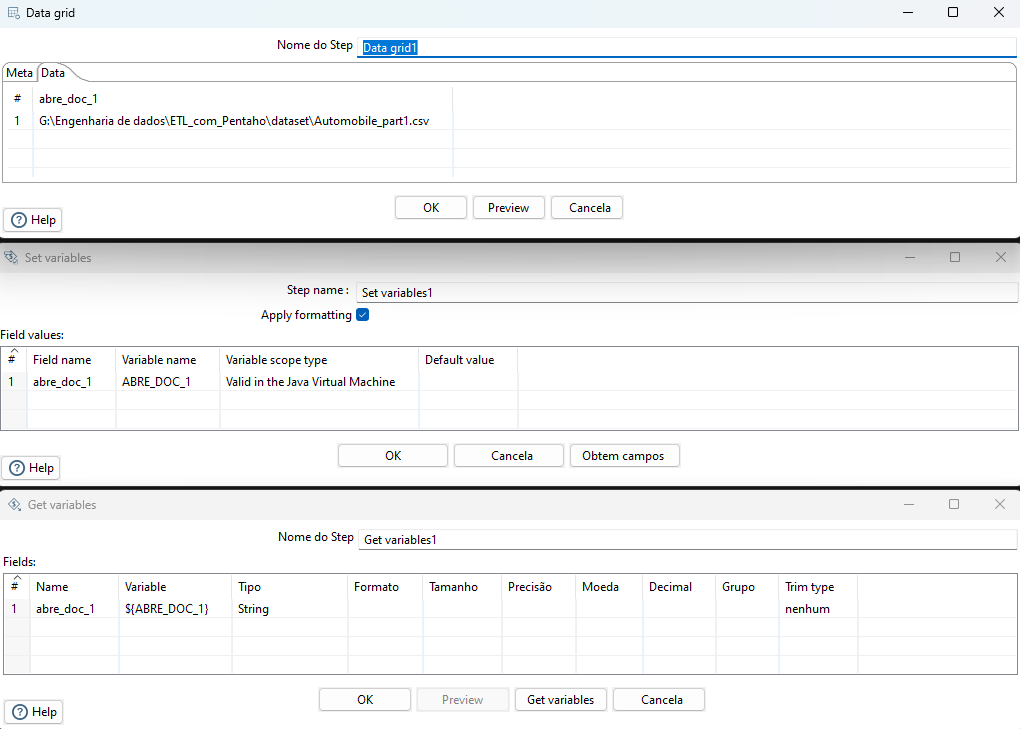 Data grid
Nome do Step Data grid1
Meta Data
# abre_doc_1
1 G:\Engenharia de dados\ETL_com_Pentaho\dataset\Automobile_part1.csv
OK Preview Cancela
Help
Set variables
Step name : Set variables1
Apply formatting
Field values:
# Field name Variable name Variable scope type Default value
1 abre_doc_1 ABRE_DOC_1 Valid in the Java Virtual Machine
OK Cancela Obtem campos
Help
Get variables
Nome do Step Get variables1
Fields:
# Name Variable Tipo Formato Tamanho Precisão Moeda Decimal Grupo Trim type
1 abre_doc_1 ${ABRE_DOC_1} String nenhum
OK Preview Get variables Cancela
Help